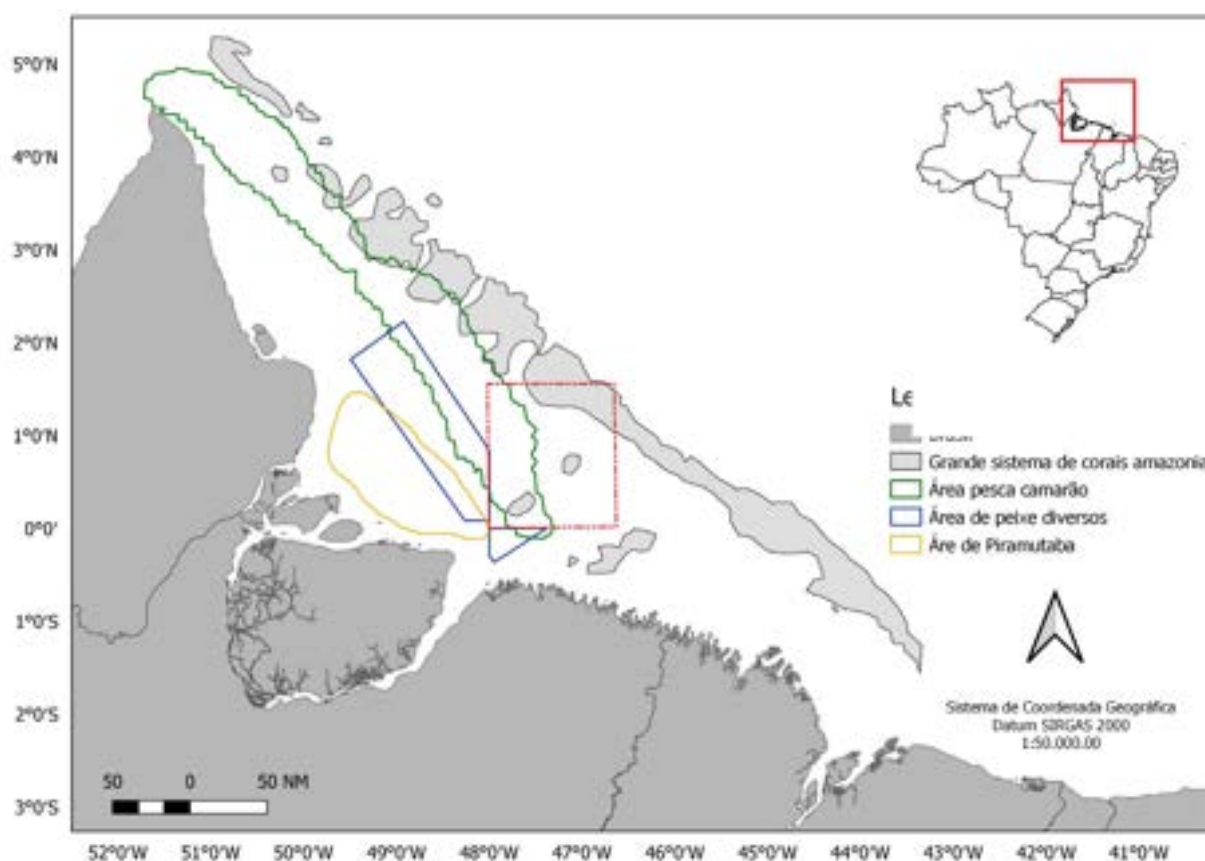 5°0'N
4°0'N
3°0'N
2°0'N
1°0'N
0°0'
1°0'S
2°0'S
3°0'S
Grande sistema de corais amazonia
Área pesca camarão
Área de peixe diversos
Áre de Piramutaba
Sistema de Coordenada Geográfica
Datum SIRGAS 2000
1:50.000.00
50 0 50 NM
52°0'W 51°0'W 50°0'W 49°0'W 48°0'W 47°0'W 46°0'W 45°0'W 44°0'W 43°0'W 42°0'W 41°0'W